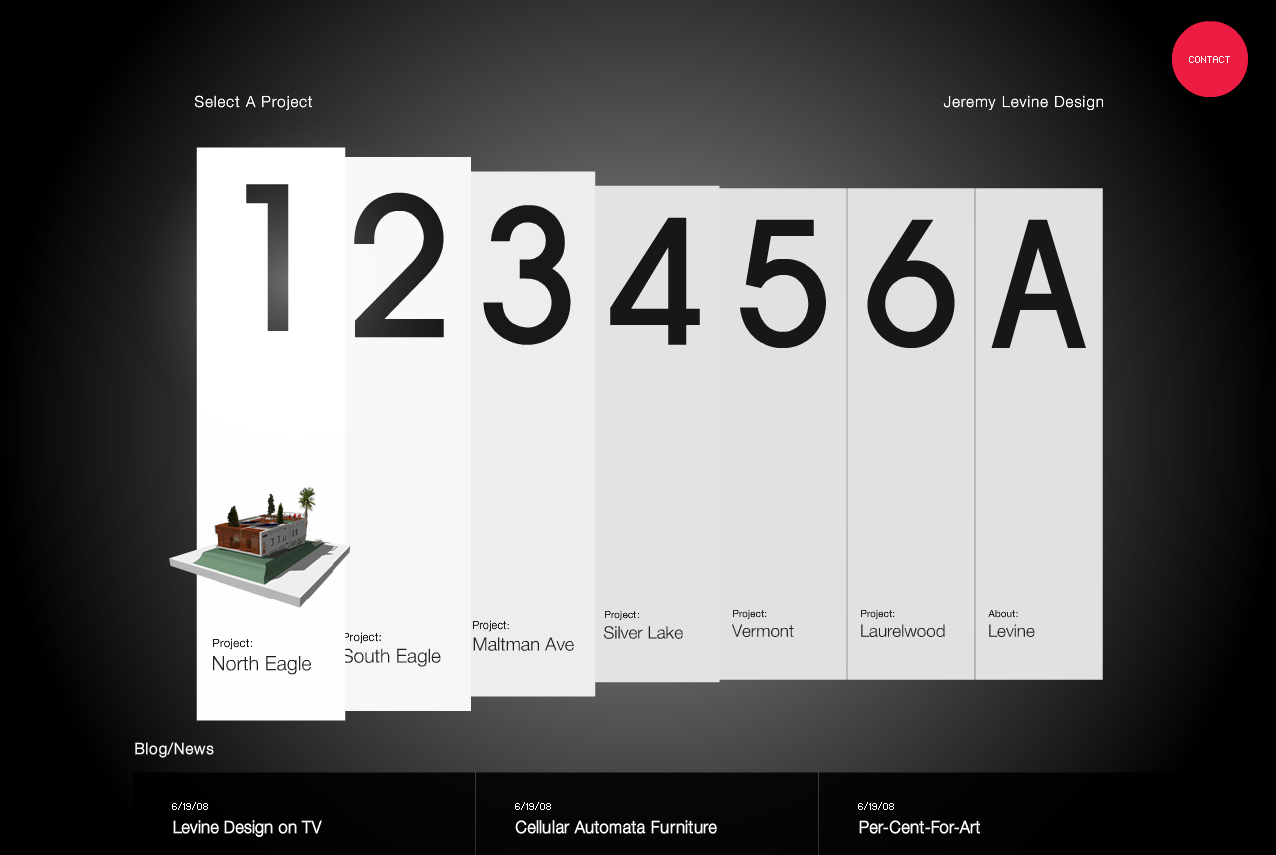 CONTACT
Select A Project
Jeremy Levine Design
1
2
3
4
5
6
A
Project:
North Eagle
Project:
South Eagle
Project:
Maltman Ave
Project:
Silver Lake
Project:
Vermont
Project:
Laurelwood
About:
Levine
Blog/News
6/19/08
Levine Design on TV
6/19/08
Cellular Automata Furniture
6/19/08
Per-Cent-For-Art